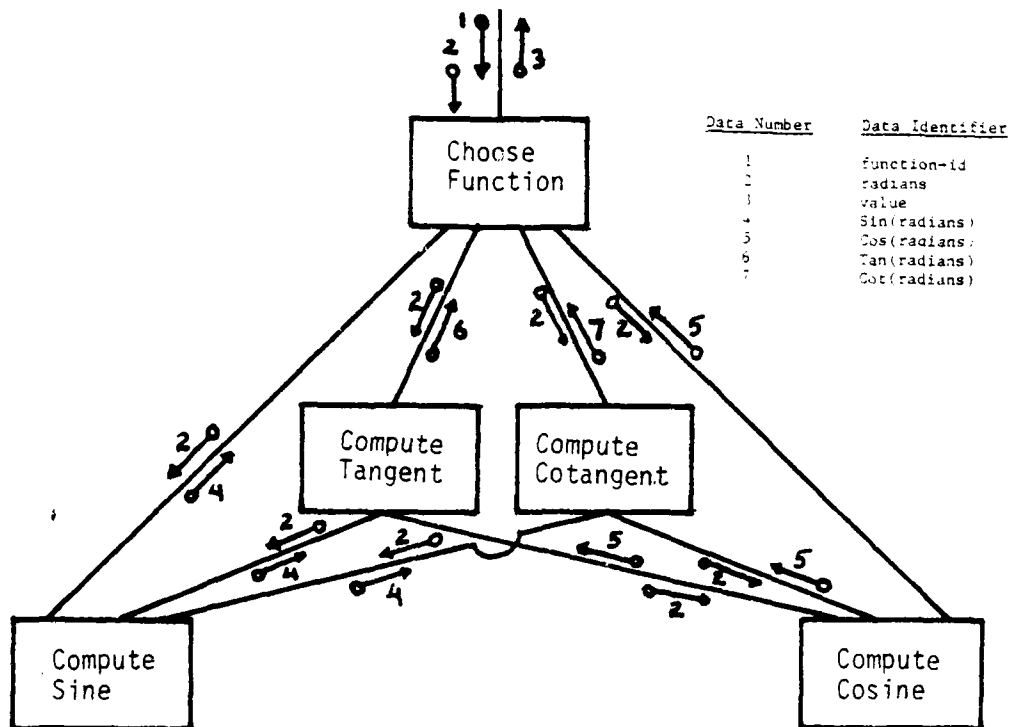 1
2
3
Choose
Function
Data Number Data Identifier
1 function-id
2 radians
3 value
4 Sin(radians)
5 Cos(radians)
6 Tan(radians)
7 Cot(radians)
2
6
2
7
2
5
2
4
Compute
Tangent
Compute
Cotangent
2
4
2
4
5
2
2
5
Compute
Sine
Compute
Cosine